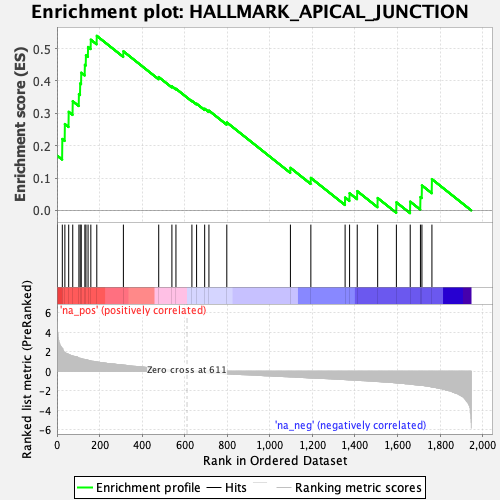 Enrichment plot: HALLMARK_APICAL_JUNCTION
Enrichment score (ES)
0.5
0.4
0.3
0.2
0.1
0.0
'na_pos' (positively correlated)
Ranked list metric (PreRanked)
6
4
2
0
-2
-4
-6
Zero cross at 611
'na_neg' (negatively correlated)
0 200 400 600 800 1,000 1,200 1,400 1,600 1,800 2,000
Rank in Ordered Dataset
Enrichment profile Hits Ranking metric scores